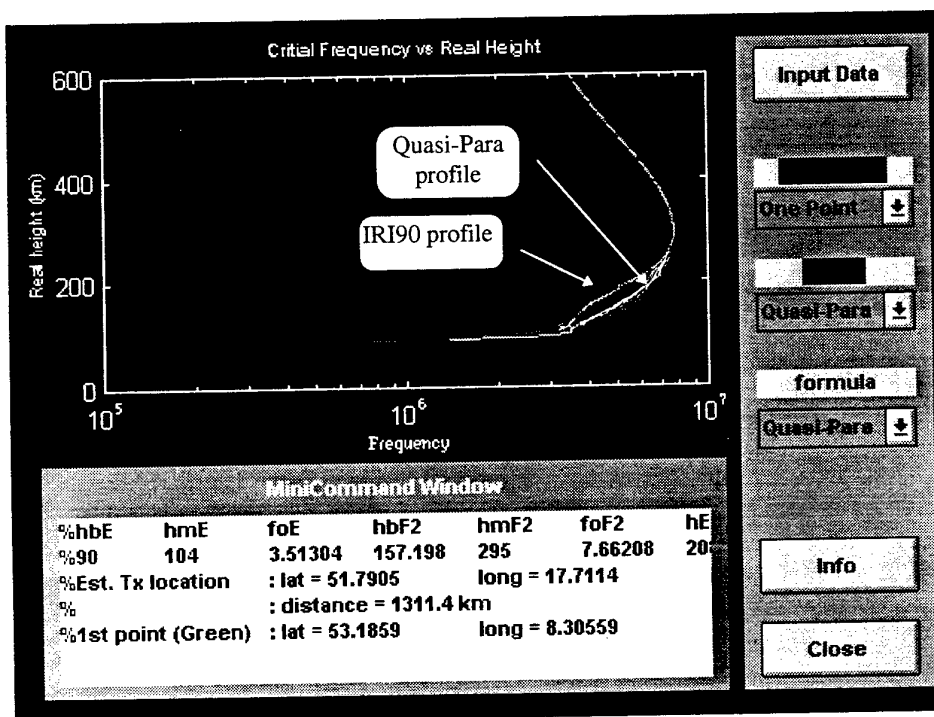 Critial Frequency vs Real Height
600
400
200
0
Real height (km)
10^5
10^6
10^7
Frequency
Quasi-Para
profile
IRI90 profile
Input Data
One Point
Quasi-Para
formula
Quasi-Para
Info
Close
MiniCommand Window
%hbE hmE foE hbF2 hmF2 foF2 hE
%90 104 3.51304 157.198 295 7.66208
%Est. Tx location : lat = 51.7905 long = 17.7114
% : distance = 1311.4 km
%1st point (Green) : lat = 53.1859 long = 8.30559